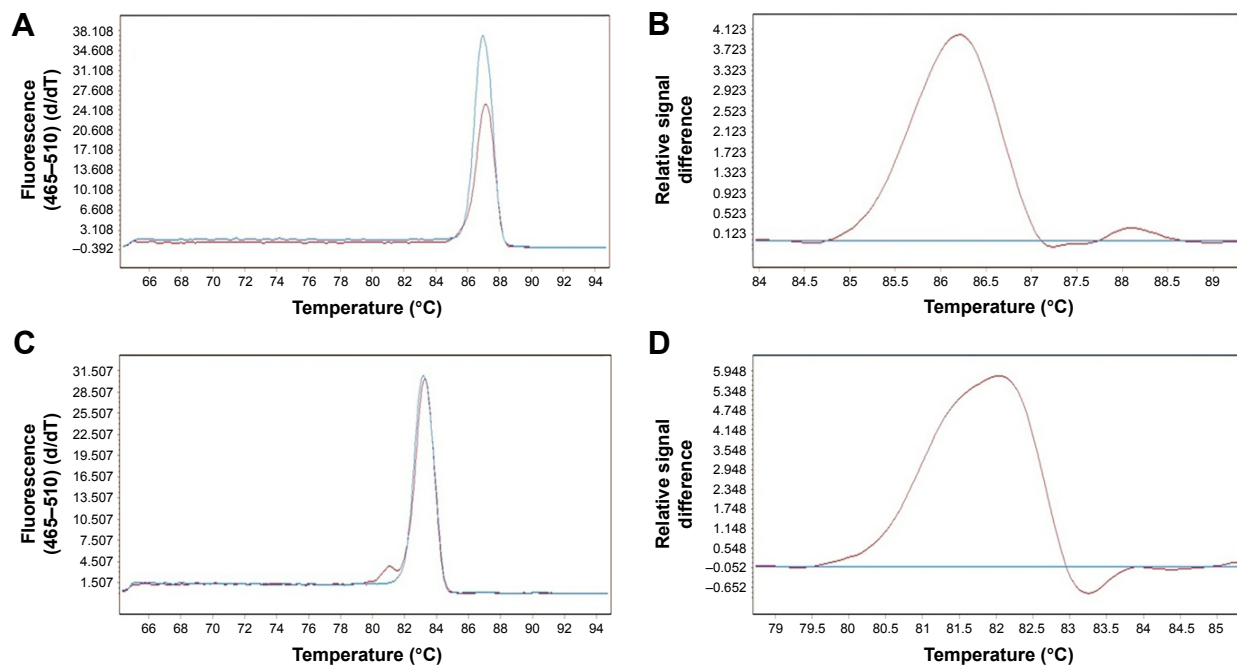 A
Fluorescence
(465–510) (d/dT)
38.108
34.608
31.108
28.108
24.108
20.608
17.108
13.608
10.108
6.608
3.108
–0.392
66 68 70 72 74 76 78 80 82 84 86 88 90 92 94
Temperature (°C)
B
Relative signal
difference
4.123
3.723
3.323
2.923
2.523
2.123
1.723
1.323
0.923
0.523
0.123
84 84.5 85 85.5 86 86.5 87 87.5 88 88.5 89
Temperature (°C)
C
Fluorescence
(465–510) (d/dT)
31.507
28.507
25.507
22.507
19.507
16.507
13.507
10.507
7.507
4.507
1.507
66 68 70 72 74 76 78 80 82 84 86 88 90 92 94
Temperature (°C)
D
Relative signal
difference
5.948
5.348
4.748
4.148
3.548
2.948
2.348
1.748
1.148
0.548
–0.052
–0.652
79 79.5 80 80.5 81 81.5 82 82.5 83 83.5 84 84.5 85
Temperature (°C)